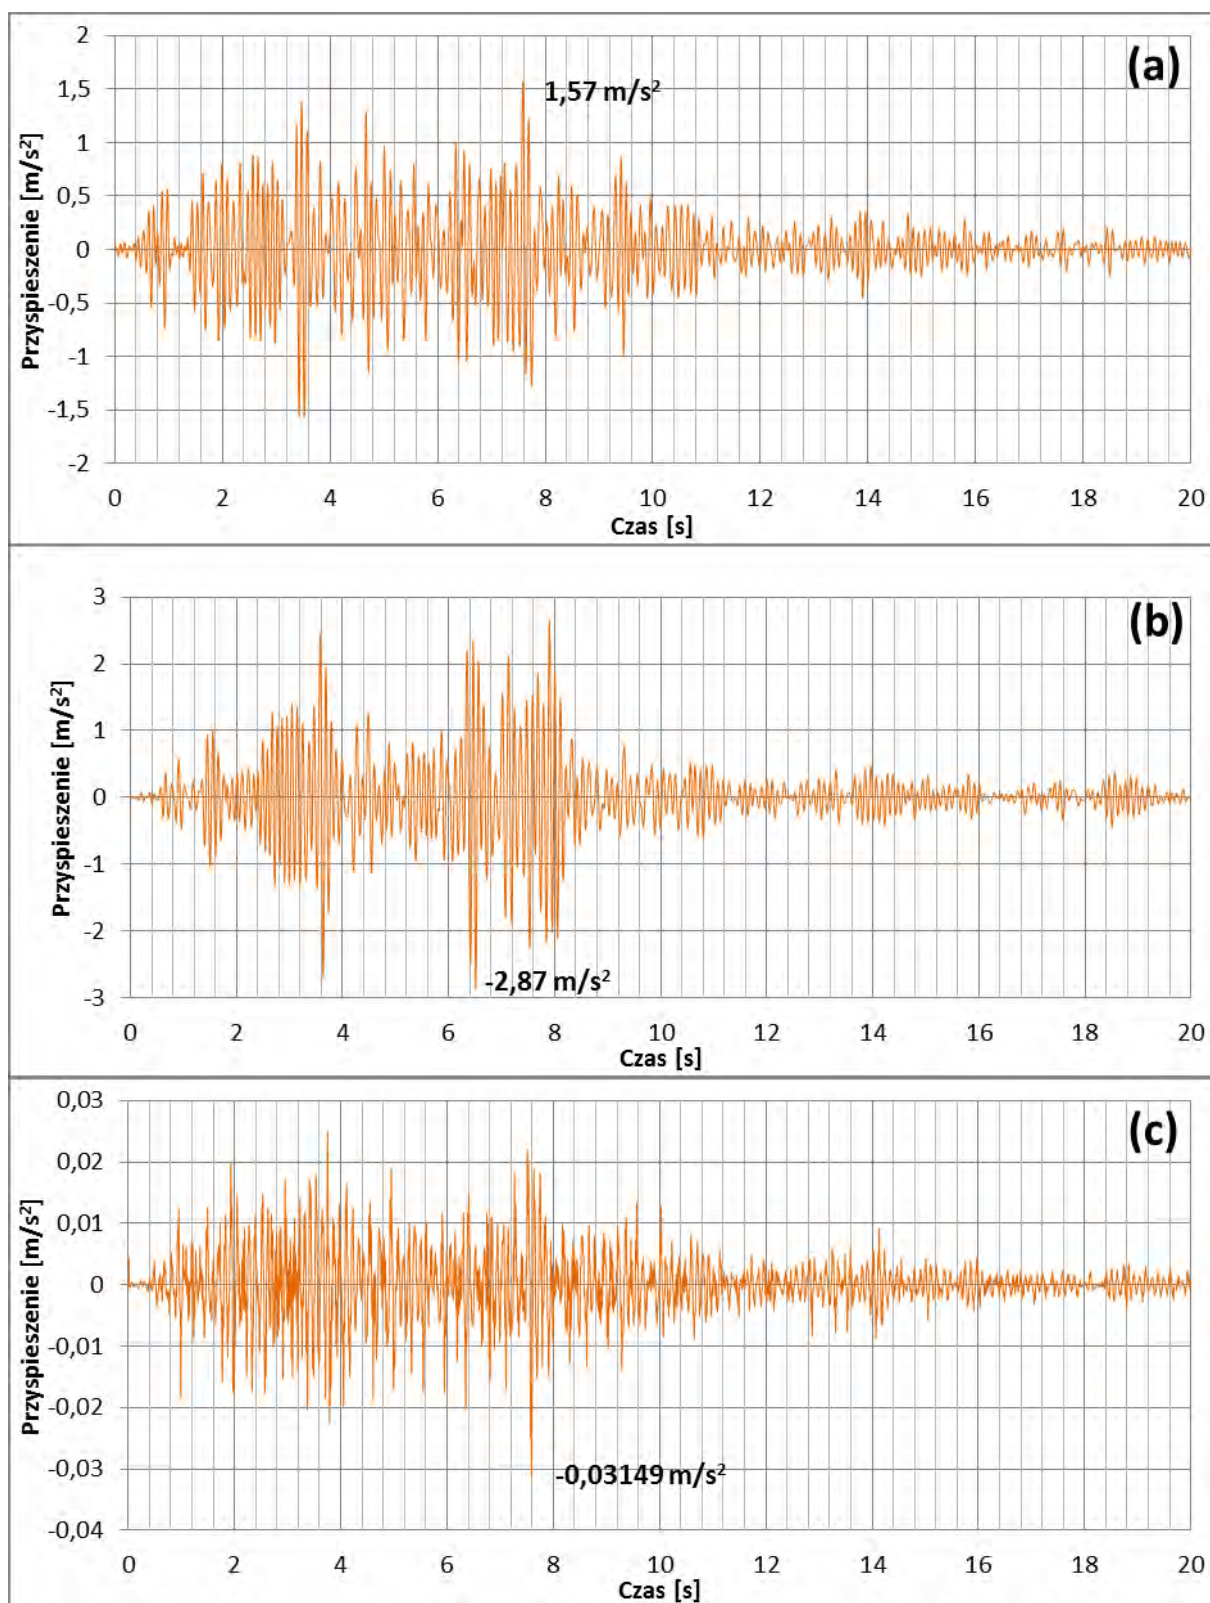 (a)
1,57 m/s²
Przyspieszenie [m/s²]
2
1,5
1
0,5
0
-0,5
-1
-1,5
-2
0 2 4 6 8 10 12 14 16 18 20
Czas [s]
(b)
Przyspieszenie [m/s²]
3
2
1
0
-1
-2
-3
-2,87 m/s²
0 2 4 6 8 10 12 14 16 18 20
Czas [s]
(c)
Przyspieszenie [m/s²]
0,03
0,02
0,01
0
-0,01
-0,02
-0,03
-0,04
-0,03149 m/s²
0 2 4 6 8 10 12 14 16 18 20
Czas [s]